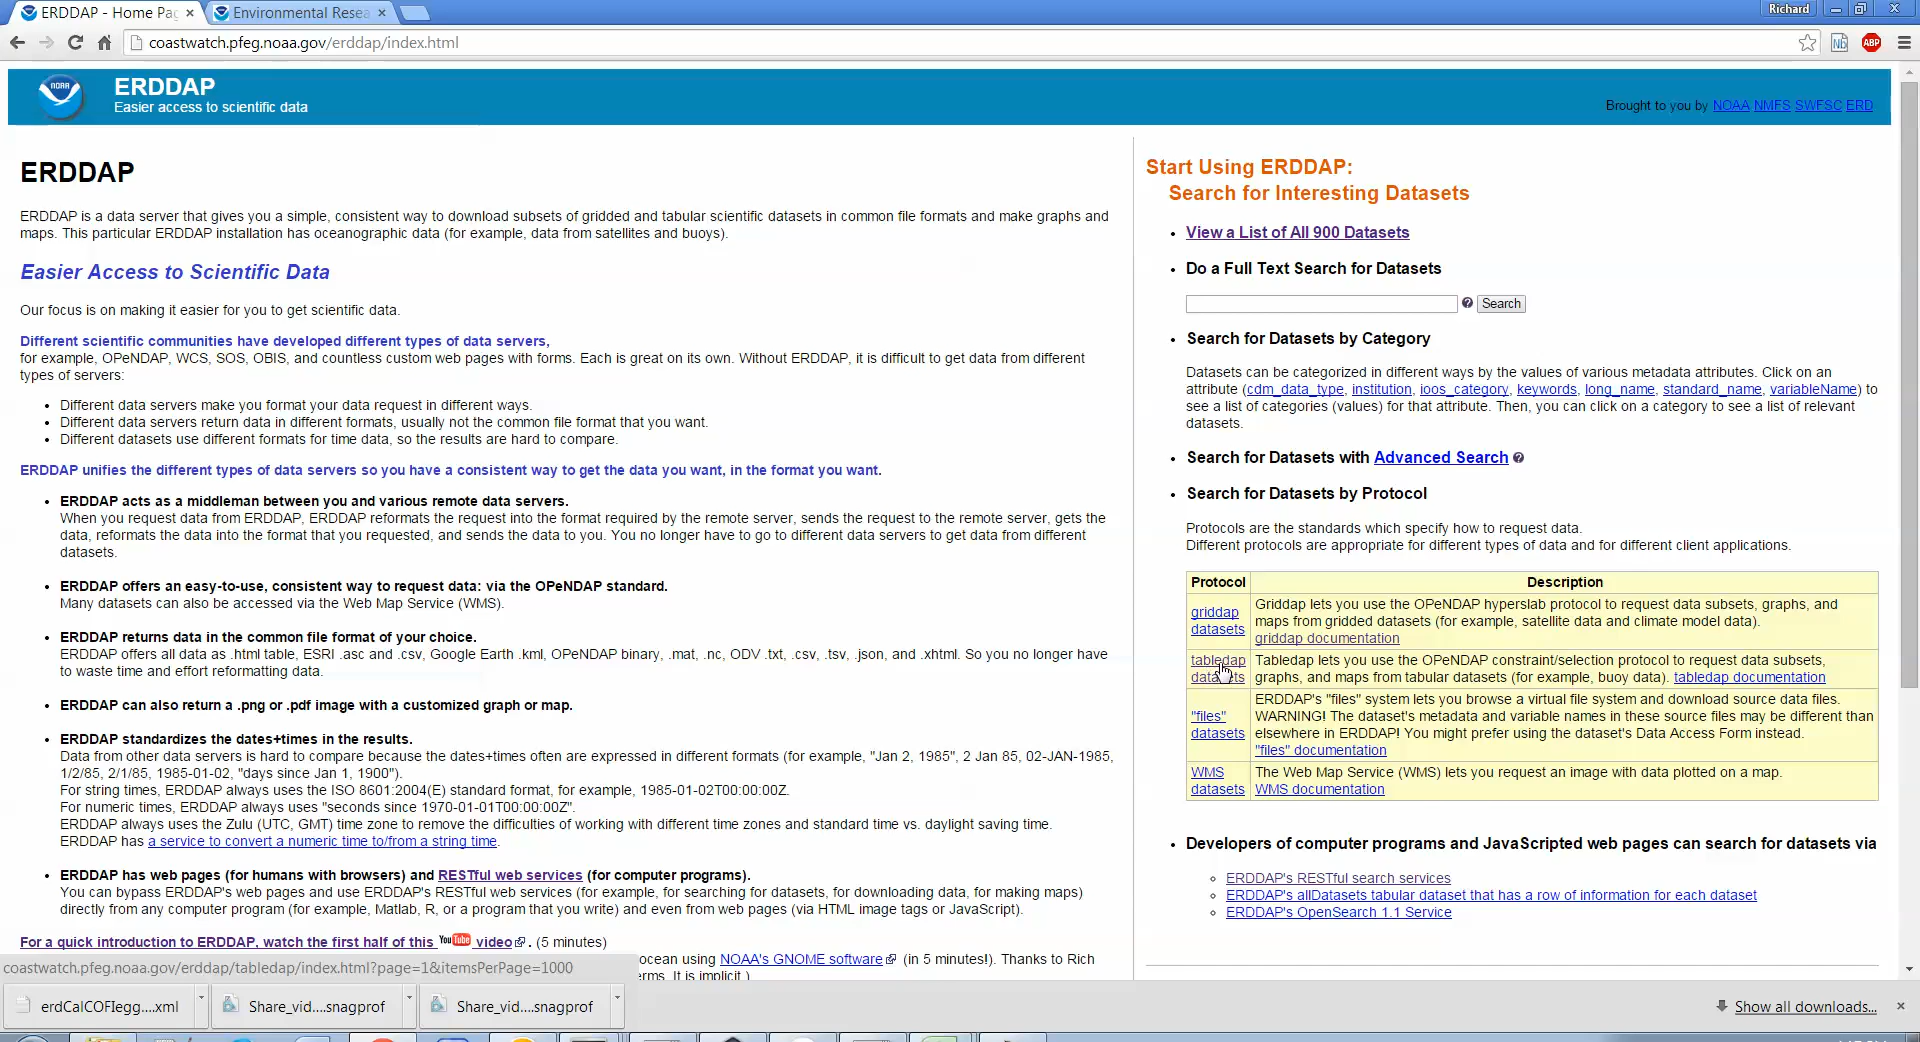 ERDDAP - Home Pag
Environmental Resea
Richard
coastwatch.pfeg.noaa.gov/erddap/index.html
Nb
ABP
NOAA
ERDDAP
Easier access to scientific data
Brought to you by NOAA NMFS SWFSC ERD
ERDDAP
ERDDAP is a data server that gives you a simple, consistent way to download subsets of gridded and tabular scientific datasets in common file formats and make graphs and
maps. This particular ERDDAP installation has oceanographic data (for example, data from satellites and buoys).
Easier Access to Scientific Data
Our focus is on making it easier for you to get scientific data.
Different scientific communities have developed different types of data servers,
for example, OPeNDAP, WCS, SOS, OBIS, and countless custom web pages with forms. Each is great on its own. Without ERDDAP, it is difficult to get data from different
types of servers:
• Different data servers make you format your data request in different ways.
• Different data servers return data in different formats, usually not the common file format that you want.
• Different datasets use different formats for time data, so the results are hard to compare.
ERDDAP unifies the different types of data servers so you have a consistent way to get the data you want, in the format you want.
• ERDDAP acts as a middleman between you and various remote data servers.
When you request data from ERDDAP, ERDDAP reformats the request into the format required by the remote server, sends the request to the remote server, gets the
data, reformats the data into the format that you requested, and sends the data to you. You no longer have to go to different data servers to get data from different
datasets.
• ERDDAP offers an easy-to-use, consistent way to request data: via the OPeNDAP standard.
Many datasets can also be accessed via the Web Map Service (WMS).
• ERDDAP returns data in the common file format of your choice.
ERDDAP offers all data as .html table, ESRI .asc and .csv, Google Earth .kml, OPeNDAP binary, .mat, .nc, ODV .txt, .csv, .tsv, .json, and .xhtml. So you no longer have
to waste time and effort reformatting data.
• ERDDAP can also return a .png or .pdf image with a customized graph or map.
• ERDDAP standardizes the dates+times in the results.
Data from other data servers is hard to compare because the dates+times often are expressed in different formats (for example, "Jan 2, 1985", 2 Jan 85, 02-JAN-1985,
1/2/85, 2/1/85, 1985-01-02, "days since Jan 1, 1900").
For string times, ERDDAP always uses the ISO 8601:2004(E) standard format, for example, 1985-01-02T00:00:00Z.
For numeric times, ERDDAP always uses "seconds since 1970-01-01T00:00:00Z".
ERDDAP always uses the Zulu (UTC, GMT) time zone to remove the difficulties of working with different time zones and standard time vs. daylight saving time.
ERDDAP has a service to convert a numeric time to/from a string time.
• ERDDAP has web pages (for humans with browsers) and RESTful web services (for computer programs).
You can bypass ERDDAP's web pages and use ERDDAP's RESTful web services (for example, for searching for datasets, for downloading data, for making maps)
directly from any computer program (for example, Matlab, R, or a program that you write) and even from web pages (via HTML image tags or JavaScript).
For a quick introduction to ERDDAP, watch the first half of this YouTube video. (5 minutes)
ocean using NOAA's GNOME software (in 5 minutes!). Thanks to Rich
erms. It is implicit.)
Start Using ERDDAP:
Search for Interesting Datasets
• View a List of All 900 Datasets
• Do a Full Text Search for Datasets
? Search
• Search for Datasets by Category
Datasets can be categorized in different ways by the values of various metadata attributes. Click on an
attribute (cdm_data_type, institution, ioos_category, keywords, long_name, standard_name, variableName) to
see a list of categories (values) for that attribute. Then, you can click on a category to see a list of relevant
datasets.
• Search for Datasets with Advanced Search ?
• Search for Datasets by Protocol
Protocols are the standards which specify how to request data.
Different protocols are appropriate for different types of data and for different client applications.
Protocol Description
griddap datasets
Griddap lets you use the OPeNDAP hyperslab protocol to request data subsets, graphs, and
maps from gridded datasets (for example, satellite data and climate model data).
griddap documentation
tabledap datasets
Tabledap lets you use the OPeNDAP constraint/selection protocol to request data subsets,
graphs, and maps from tabular datasets (for example, buoy data). tabledap documentation
"files" datasets
ERDDAP's "files" system lets you browse a virtual file system and download source data files.
WARNING! The dataset's metadata and variable names in these source files may be different than
elsewhere in ERDDAP! You might prefer using the dataset's Data Access Form instead.
"files" documentation
WMS datasets
The Web Map Service (WMS) lets you request an image with data plotted on a map.
WMS documentation
• Developers of computer programs and JavaScripted web pages can search for datasets via
ERDDAP's RESTful search services
ERDDAP's allDatasets tabular dataset that has a row of information for each dataset
ERDDAP's OpenSearch 1.1 Service
coastwatch.pfeg.noaa.gov/erddap/tabledap/index.html?page=1&itemsPerPage=1000
erdCalCOFIegg....xml
Share_vid....snagprof
Share_vid....snagprof
Show all downloads...